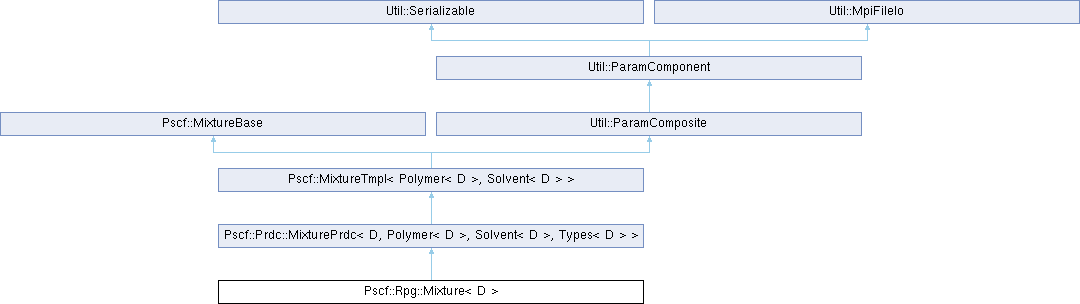 Util::Serializable
Util::MpiFileIo
Util::ParamComponent
Pscf::MixtureBase
Util::ParamComposite
Pscf::MixtureTmpl< Polymer< D >, Solvent< D > >
Pscf::Prdc::MixturePrdc< D, Polymer< D >, Solvent< D >, Types< D > >
Pscf::Rpg::Mixture< D >